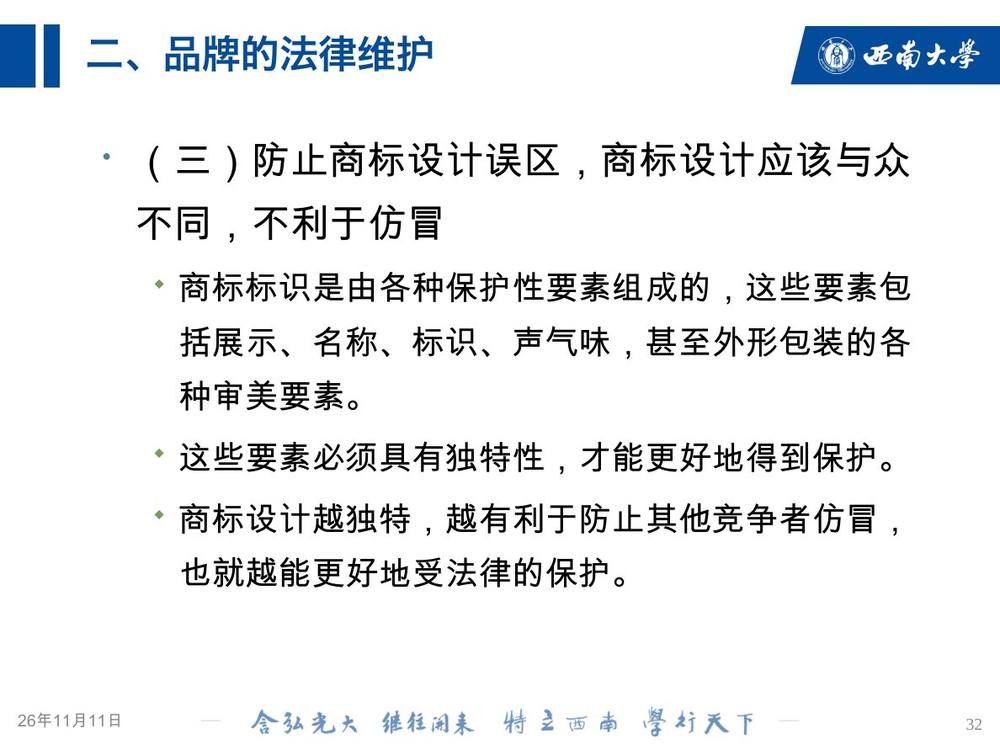 二、品牌的法律维护
西南大学
（三）防止商标设计误区，商标设计应该与众
不同，不利于仿冒
商标标识是由各种保护性要素组成的，这些要素包
括展示、名称、标识、声气味，甚至外形包装的各
种审美要素。
这些要素必须具有独特性，才能更好地得到保护。
商标设计越独特，越有利于防止其他竞争者仿冒，
也就越能更好地受法律的保护。
26年11月11日
含弘光大 继往开来 特立西南 学行天下
32